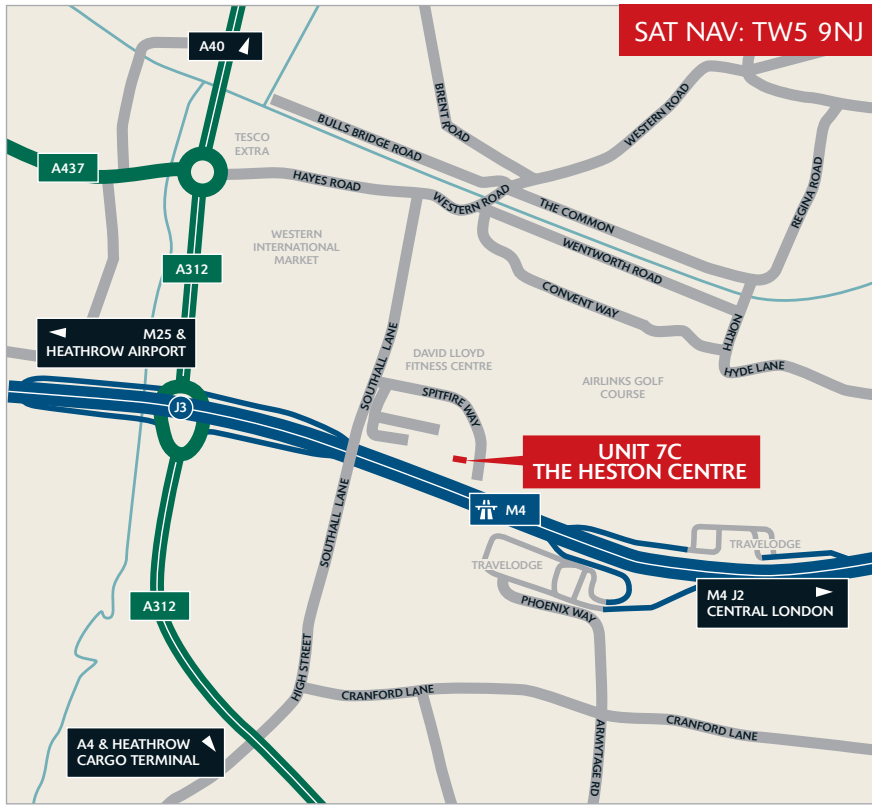 SAT NAV: TW5 9NJ
A40
BRENT ROAD
WESTERN ROAD
BULLS BRIDGE ROAD
TESCO
EXTRA
A437
HAYES ROAD
WESTERN ROAD
THE COMMON
REGINA ROAD
WENTWORTH ROAD
WESTERN
INTERNATIONAL
MARKET
A312
CONVENT WAY
NORTH
HYDE LANE
M25 &
HEATHROW AIRPORT
SOUTHALL LANE
DAVID LLOYD
FITNESS CENTRE
AIRLINKS GOLF
COURSE
SPITFIRE WAY
J3
UNIT 7C
THE HESTON CENTRE
SOUTHALL LANE
M4
TRAVELODGE
TRAVELODGE
PHOENIX WAY
M4 J2
CENTRAL LONDON
A312
HIGH STREET
CRANFORD LANE
ARMYTAGE RD
CRANFORD LANE
A4 & HEATHROW
CARGO TERMINAL